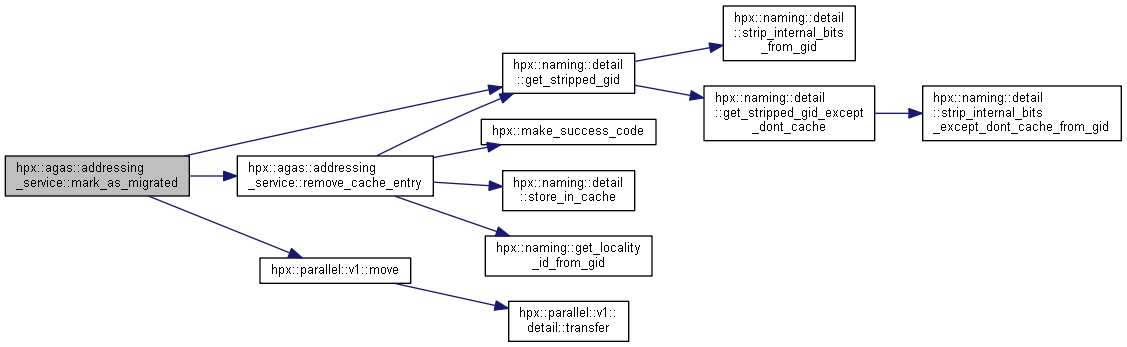 hpx::naming::detail
::strip_internal_bits
_from_gid
hpx::naming::detail
::get_stripped_gid
hpx::naming::detail
::get_stripped_gid_except
_dont_cache
hpx::naming::detail
::strip_internal_bits
_except_dont_cache_from_gid
hpx::make_success_code
hpx::agas::addressing
_service::mark_as_migrated
hpx::agas::addressing
_service::remove_cache_entry
hpx::naming::detail
::store_in_cache
hpx::naming::get_locality
_id_from_gid
hpx::parallel::v1::move
hpx::parallel::v1::
detail::transfer